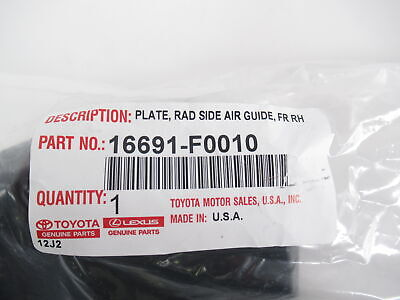 DESCRIPTION: PLATE, RAD SIDE AIR GUIDE, FR RH
PART NO.: 16691-F0010
QUANTITY: 1
TOYOTA MOTOR SALES, U.S.A., INC.
MADE IN: U.S.A.
TOYOTA LEXUS
GENUINE PARTS GENUINE PARTS
12J2